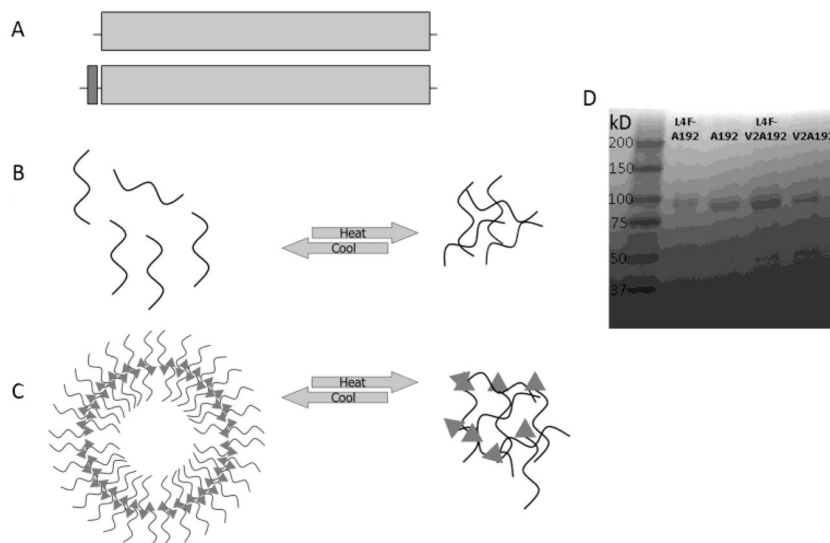 A
B
Heat
Cool
C
Heat
Cool
D
kD
L4F- L4F-
A192 A192 V2A192 V2A192
200
150
100
75
50
37